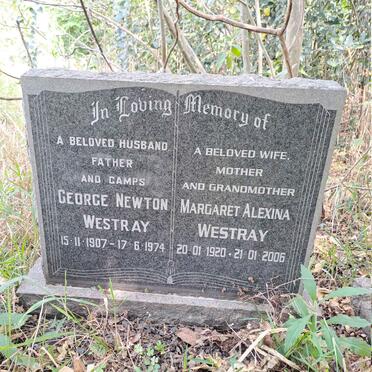 In Loving Memory of
A BELOVED HUSBAND
FATHER
AND GAMPS
GEORGE NEWTON
WESTRAY
15·11·1907 - 17·6·1974
A BELOVED WIFE,
MOTHER
AND GRANDMOTHER
MARGARET ALEXINA
WESTRAY
20·01·1920 - 21·01·2006